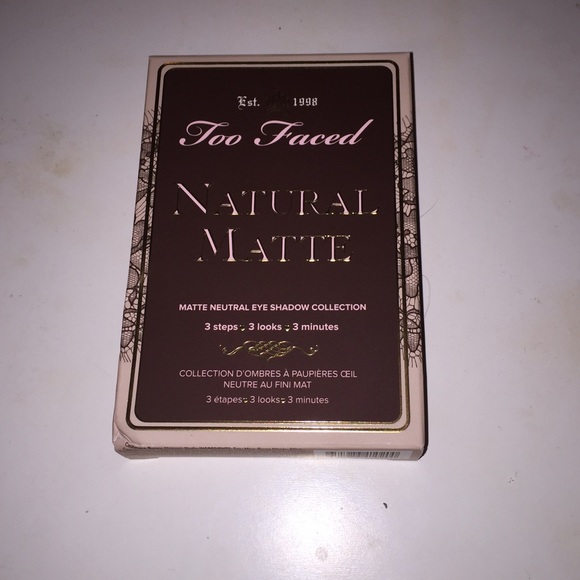 Est. 1998
Too Faced
NATURAL
MATTE
MATTE NEUTRAL EYE SHADOW COLLECTION
3 steps 3 looks 3 minutes
COLLECTION D'OMBRES À PAUPIÈRES ŒIL
NEUTRE AU FINI MAT
3 étapes 3 looks 3 minutes